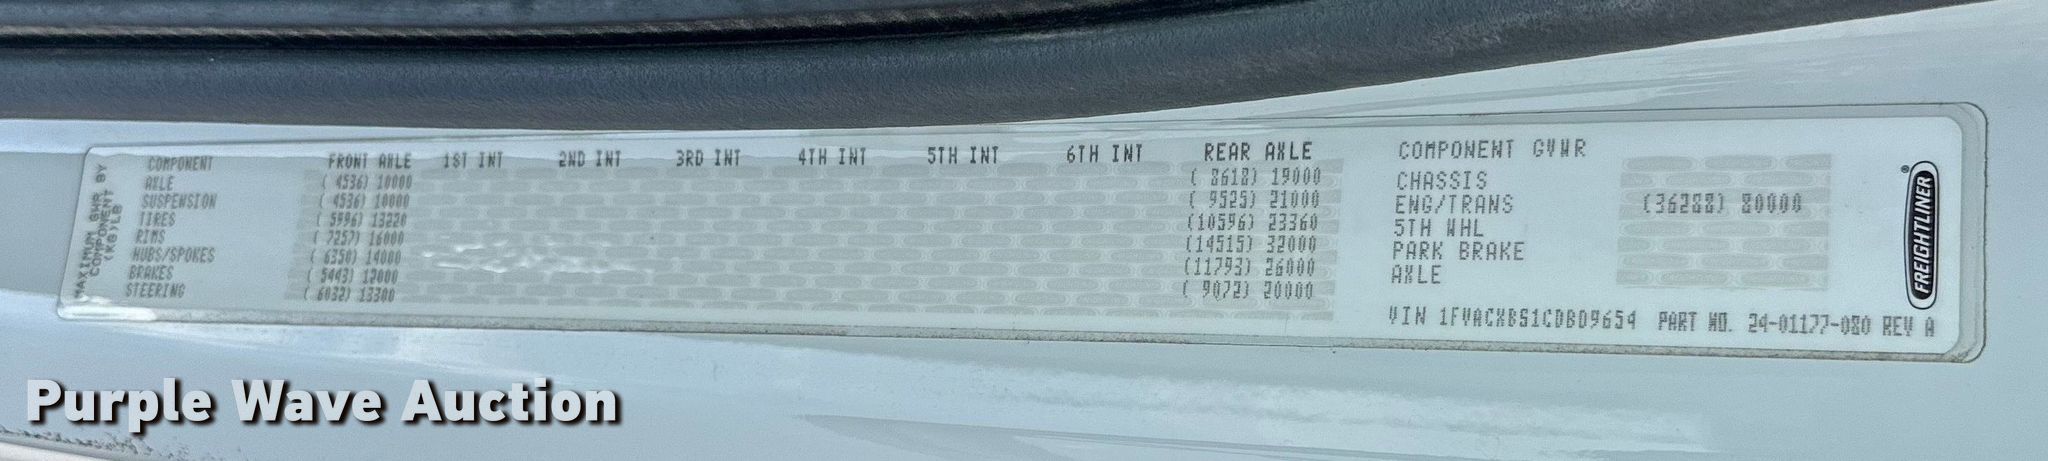 MAXIMUM GWR BY
COMPONENT
(KG)LB
COMPONENT FRONT AXLE 1ST INT 2ND INT 3RD INT 4TH INT 5TH INT 6TH INT REAR AXLE
AXLE ( 4536) 10000 ( 8618) 19000
SUSPENSION ( 4536) 10000 ( 9525) 21000
TIRES ( 5996) 13220 (10596) 23360
RIMS ( 7257) 16000 (14515) 32000
HUBS/SPOKES ( 6350) 14000 (11793) 26000
BRAKES ( 5443) 12000 ( 9072) 20000
STEERING ( 6032) 13300
COMPONENT GVWR
CHASSIS
ENG/TRANS (36288) 80000
5TH WHL
PARK BRAKE
AXLE
VIN 1FVACXBS1CDBD9654 PART NO. 24-01177-080 REV A
FREIGHTLINER®
Purple Wave Auction